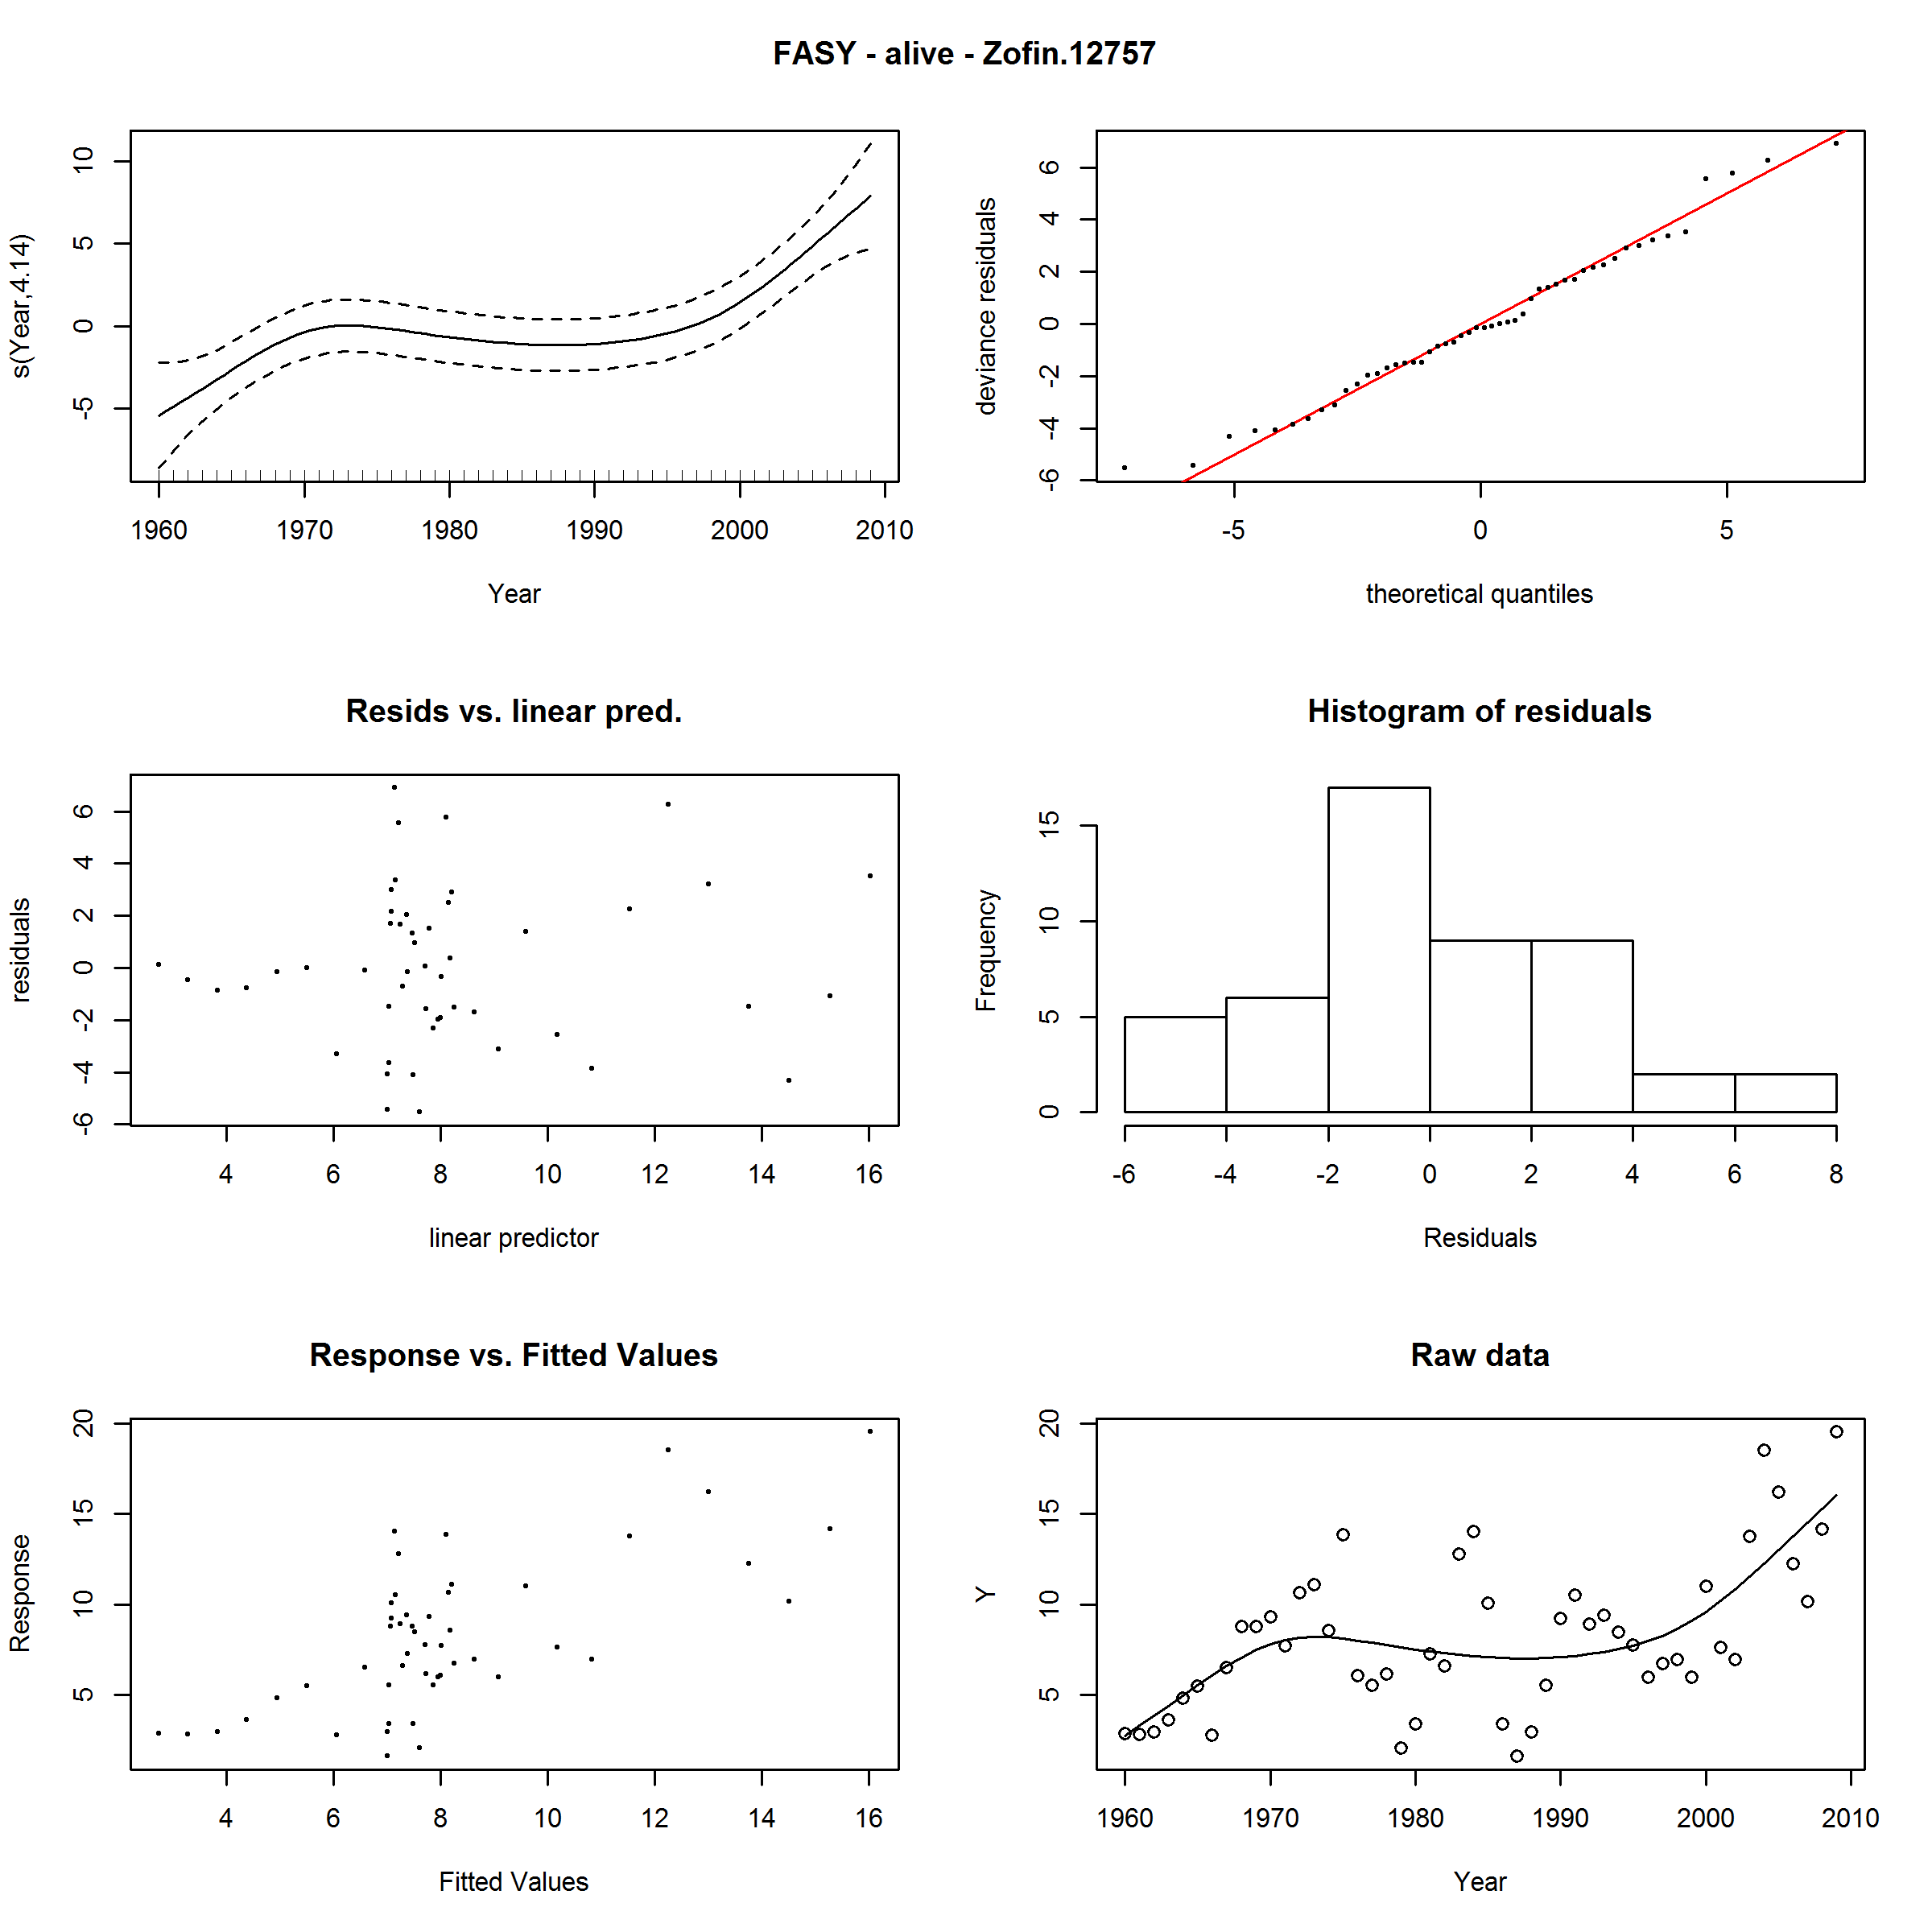 FASY - alive - Zofin.12757
s(Year,4.14)
-5 0 5 10
1960 1970 1980 1990 2000 2010
Year
deviance residuals
-6 -4 -2 0 2 4 6
-5 0 5
theoretical quantiles
Resids vs. linear pred.
residuals
-6 -4 -2 0 2 4 6
4 6 8 10 12 14 16
linear predictor
Histogram of residuals
Frequency
0 5 10 15
-6 -4 -2 0 2 4 6 8
Residuals
Response vs. Fitted Values
Response
5 10 15 20
4 6 8 10 12 14 16
Fitted Values
Raw data
Y
5 10 15 20
1960 1970 1980 1990 2000 2010
Year